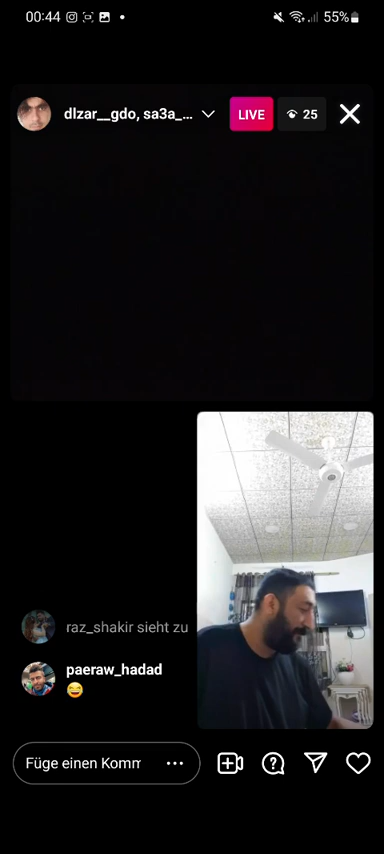 00:44
55%
dlzar__gdo, sa3a_...
LIVE
25
raz_shakir sieht zu
paeraw_hadad
😂
Füge einen Komm